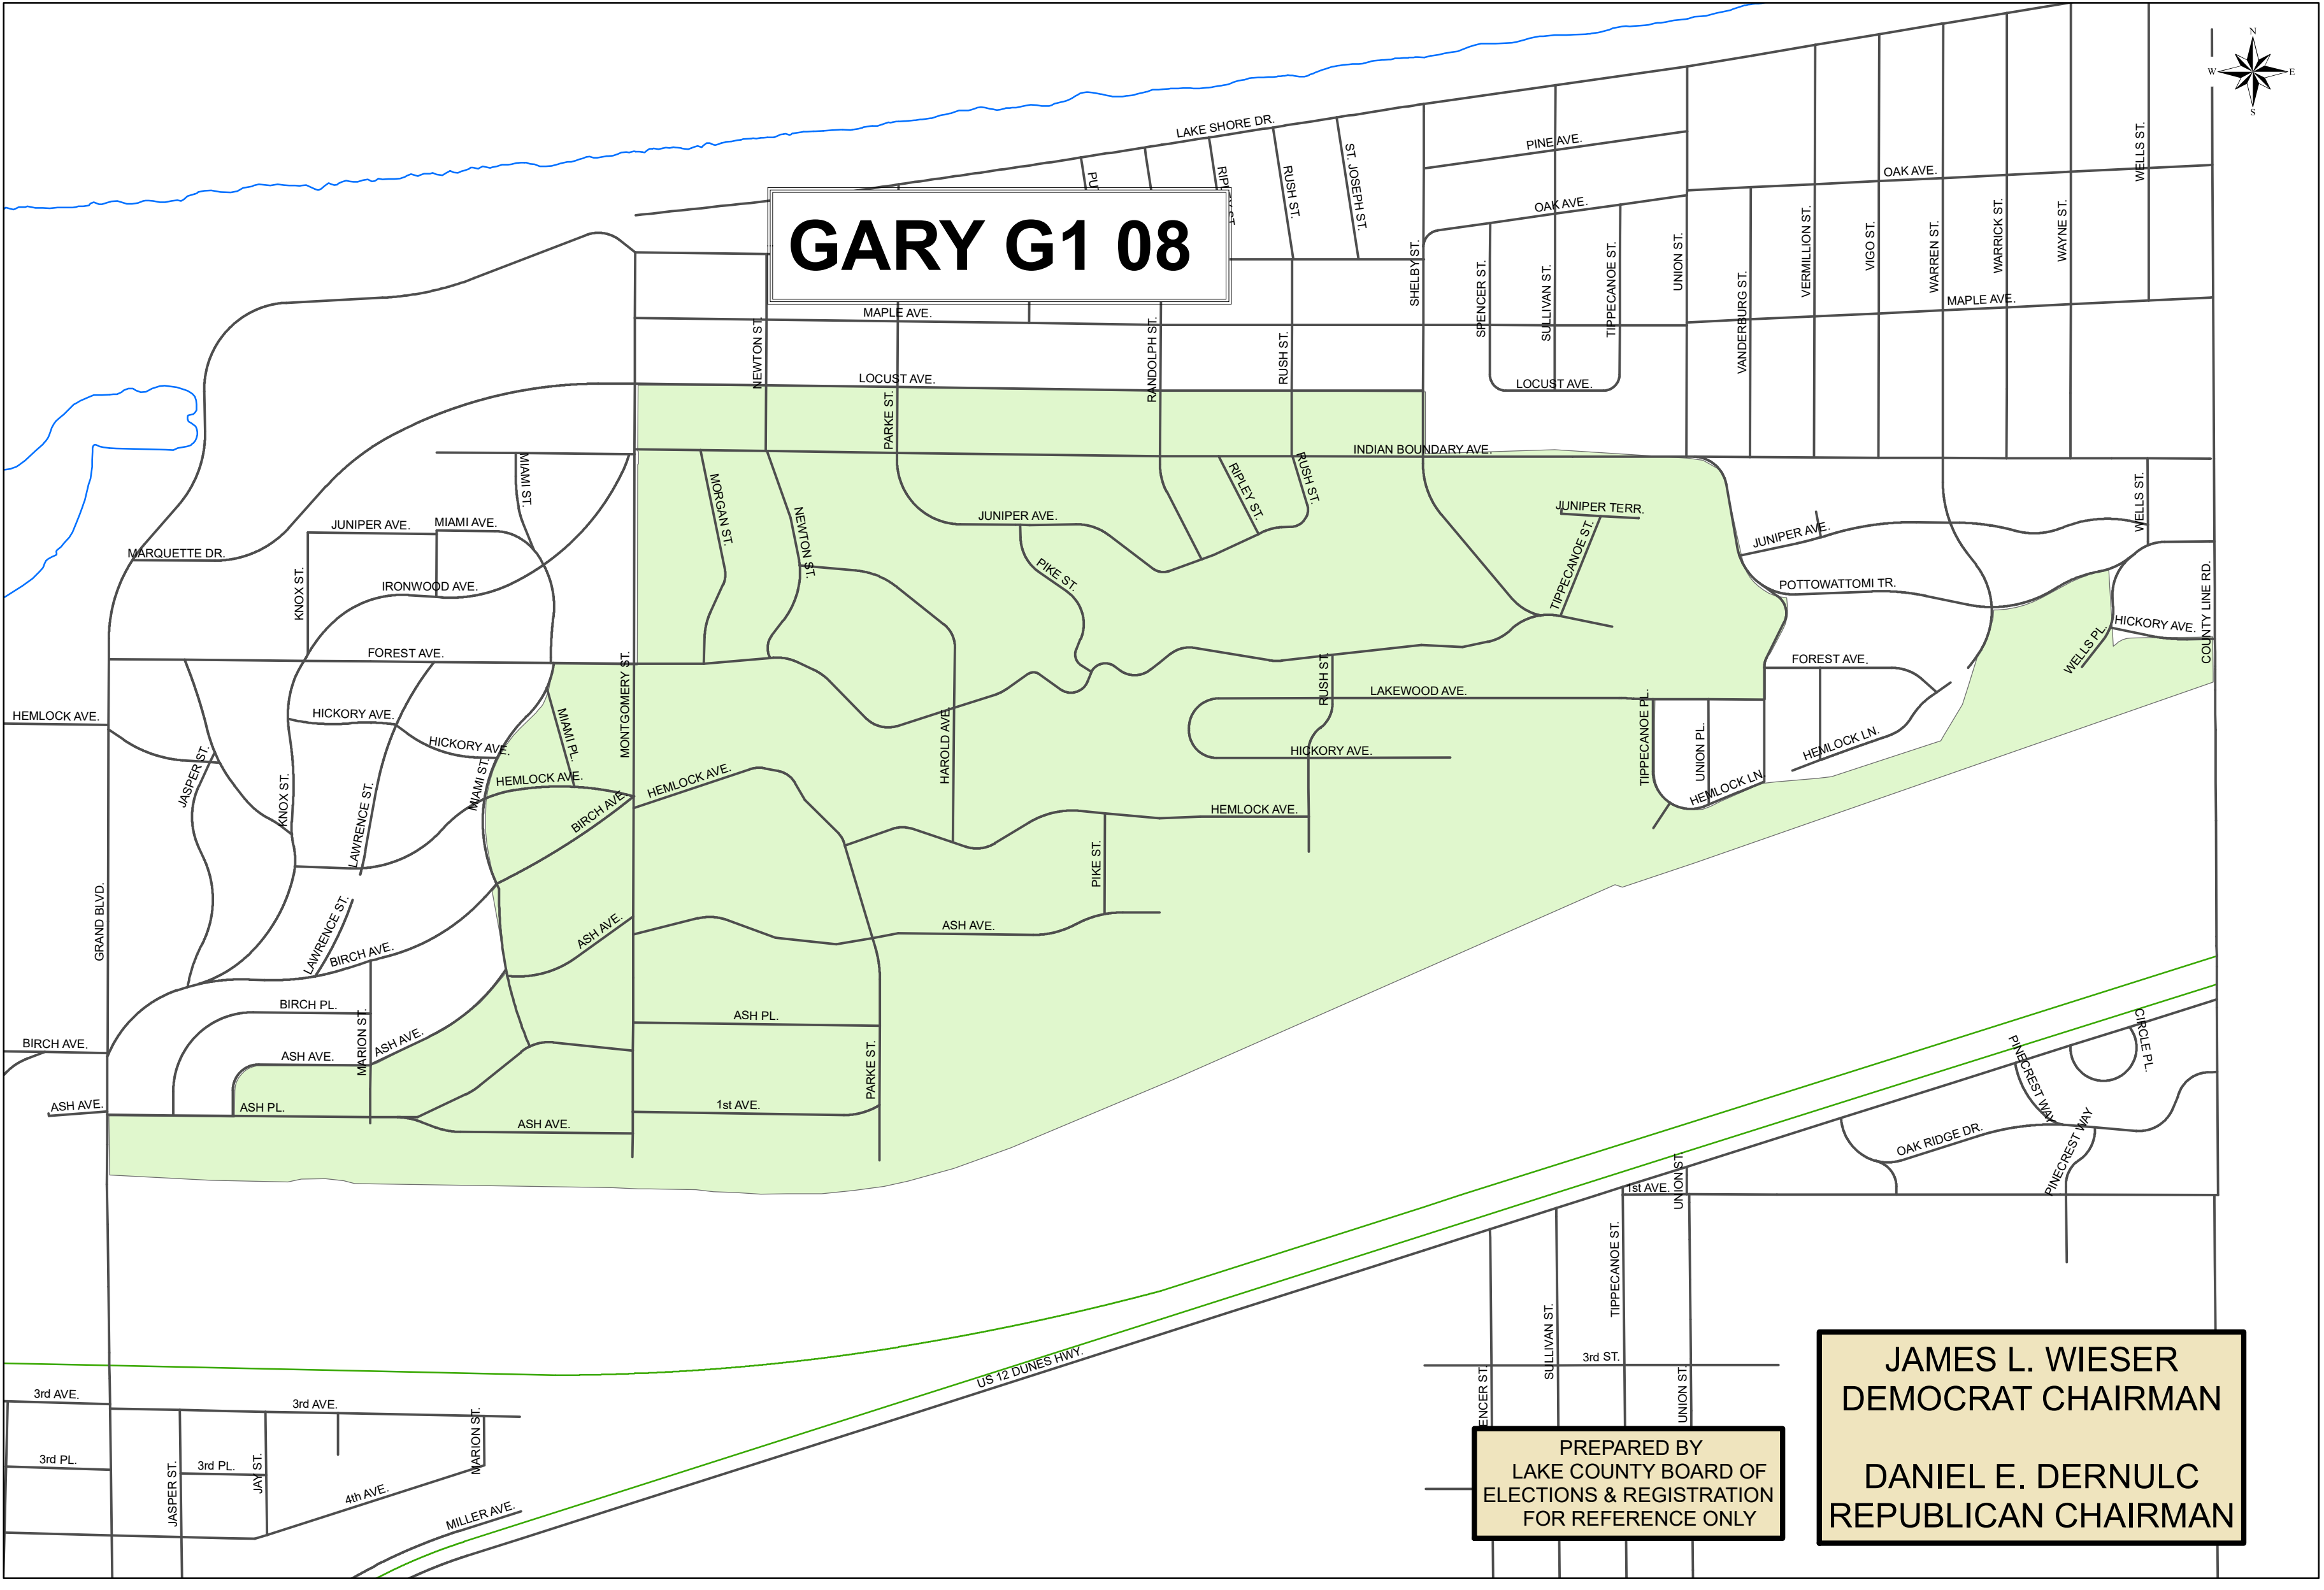 N
W E
S
LAKE SHORE DR.
PINE AVE.
WELLS ST.
OAK AVE.
ST. JOSEPH ST.
RUSH ST.
OAK AVE.
GARY G1 08
SHELBY ST.
SPENCER ST.
SULLIVAN ST.
TIPPECANOE ST.
UNION ST.
VANDERBURG ST.
VERMILLION ST.
VIGO ST.
WARREN ST.
WARRICK ST.
WAYNE ST.
MAPLE AVE.
MAPLE AVE.
NEWTON ST.
RANDOLPH ST.
RUSH ST.
LOCUST AVE.
LOCUST AVE.
PARKE ST.
INDIAN BOUNDARY AVE.
MIAMI ST.
MORGAN ST.
NEWTON ST.
RIPLEY ST.
RUSH ST.
WELLS ST.
JUNIPER AVE.
MIAMI AVE.
JUNIPER AVE.
JUNIPER TERR.
JUNIPER AVE.
MARQUETTE DR.
KNOX ST.
IRONWOOD AVE.
PIKE ST.
TIPPECANOE ST.
POTTOWATTOMI TR.
COUNTY LINE RD.
HICKORY AVE.
WELLS PL.
FOREST AVE.
MONTGOMERY ST.
FOREST AVE.
RUSH ST.
LAKEWOOD AVE.
HEMLOCK AVE.
HICKORY AVE.
HICKORY AVE.
MIAMI PL.
HAROLD AVE.
HICKORY AVE.
TIPPECANOE PL.
UNION PL.
HEMLOCK LN.
HEMLOCK LN.
JASPER ST.
KNOX ST.
LAWRENCE ST.
MIAMI ST.
HEMLOCK AVE.
BIRCH AVE.
HEMLOCK AVE.
HEMLOCK AVE.
PIKE ST.
GRAND BLVD.
LAWRENCE ST.
BIRCH AVE.
ASH AVE.
ASH AVE.
BIRCH PL.
ASH PL.
MARION ST.
BIRCH AVE.
ASH AVE.
ASH AVE.
PARKE ST.
ASH AVE.
ASH PL.
1st AVE.
ASH AVE.
CIRCLE PL.
PINECREST WAY
OAK RIDGE DR.
PINECREST WAY
UNION ST.
1st AVE.
TIPPECANOE ST.
SULLIVAN ST.
3rd ST.
UNION ST.
US 12 DUNES HWY.
3rd AVE.
3rd AVE.
MARION ST.
3rd PL.
3rd PL.
JASPER ST.
JAY ST.
4th AVE.
MILLER AVE.
PREPARED BY
LAKE COUNTY BOARD OF
ELECTIONS & REGISTRATION
FOR REFERENCE ONLY
JAMES L. WIESER
DEMOCRAT CHAIRMAN
DANIEL E. DERNULC
REPUBLICAN CHAIRMAN